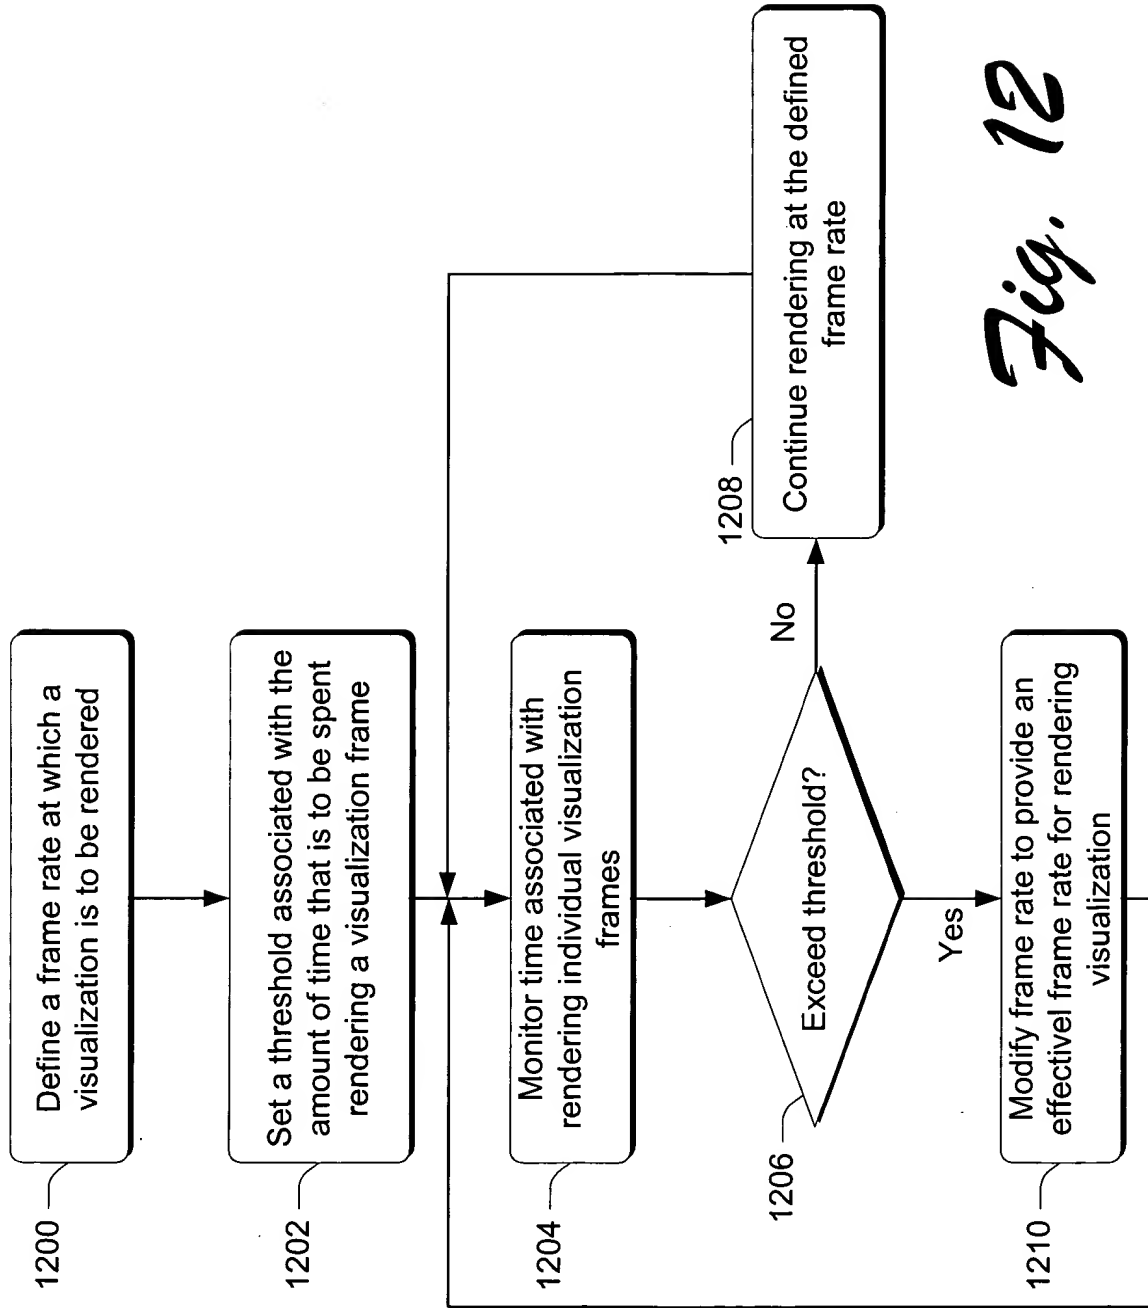 1200
Define a frame rate at which a
visualization is to be rendered
1202
Set a threshold associated with the
amount of time that is to be spent
rendering a visualization frame
1204
Monitor time associated with
rendering individual visualization
frames
1206
Exceed threshold?
No
1208
Continue rendering at the defined
frame rate
Yes
1210
Modify frame rate to provide an
effectivel frame rate for rendering
visualization
Fig. 12